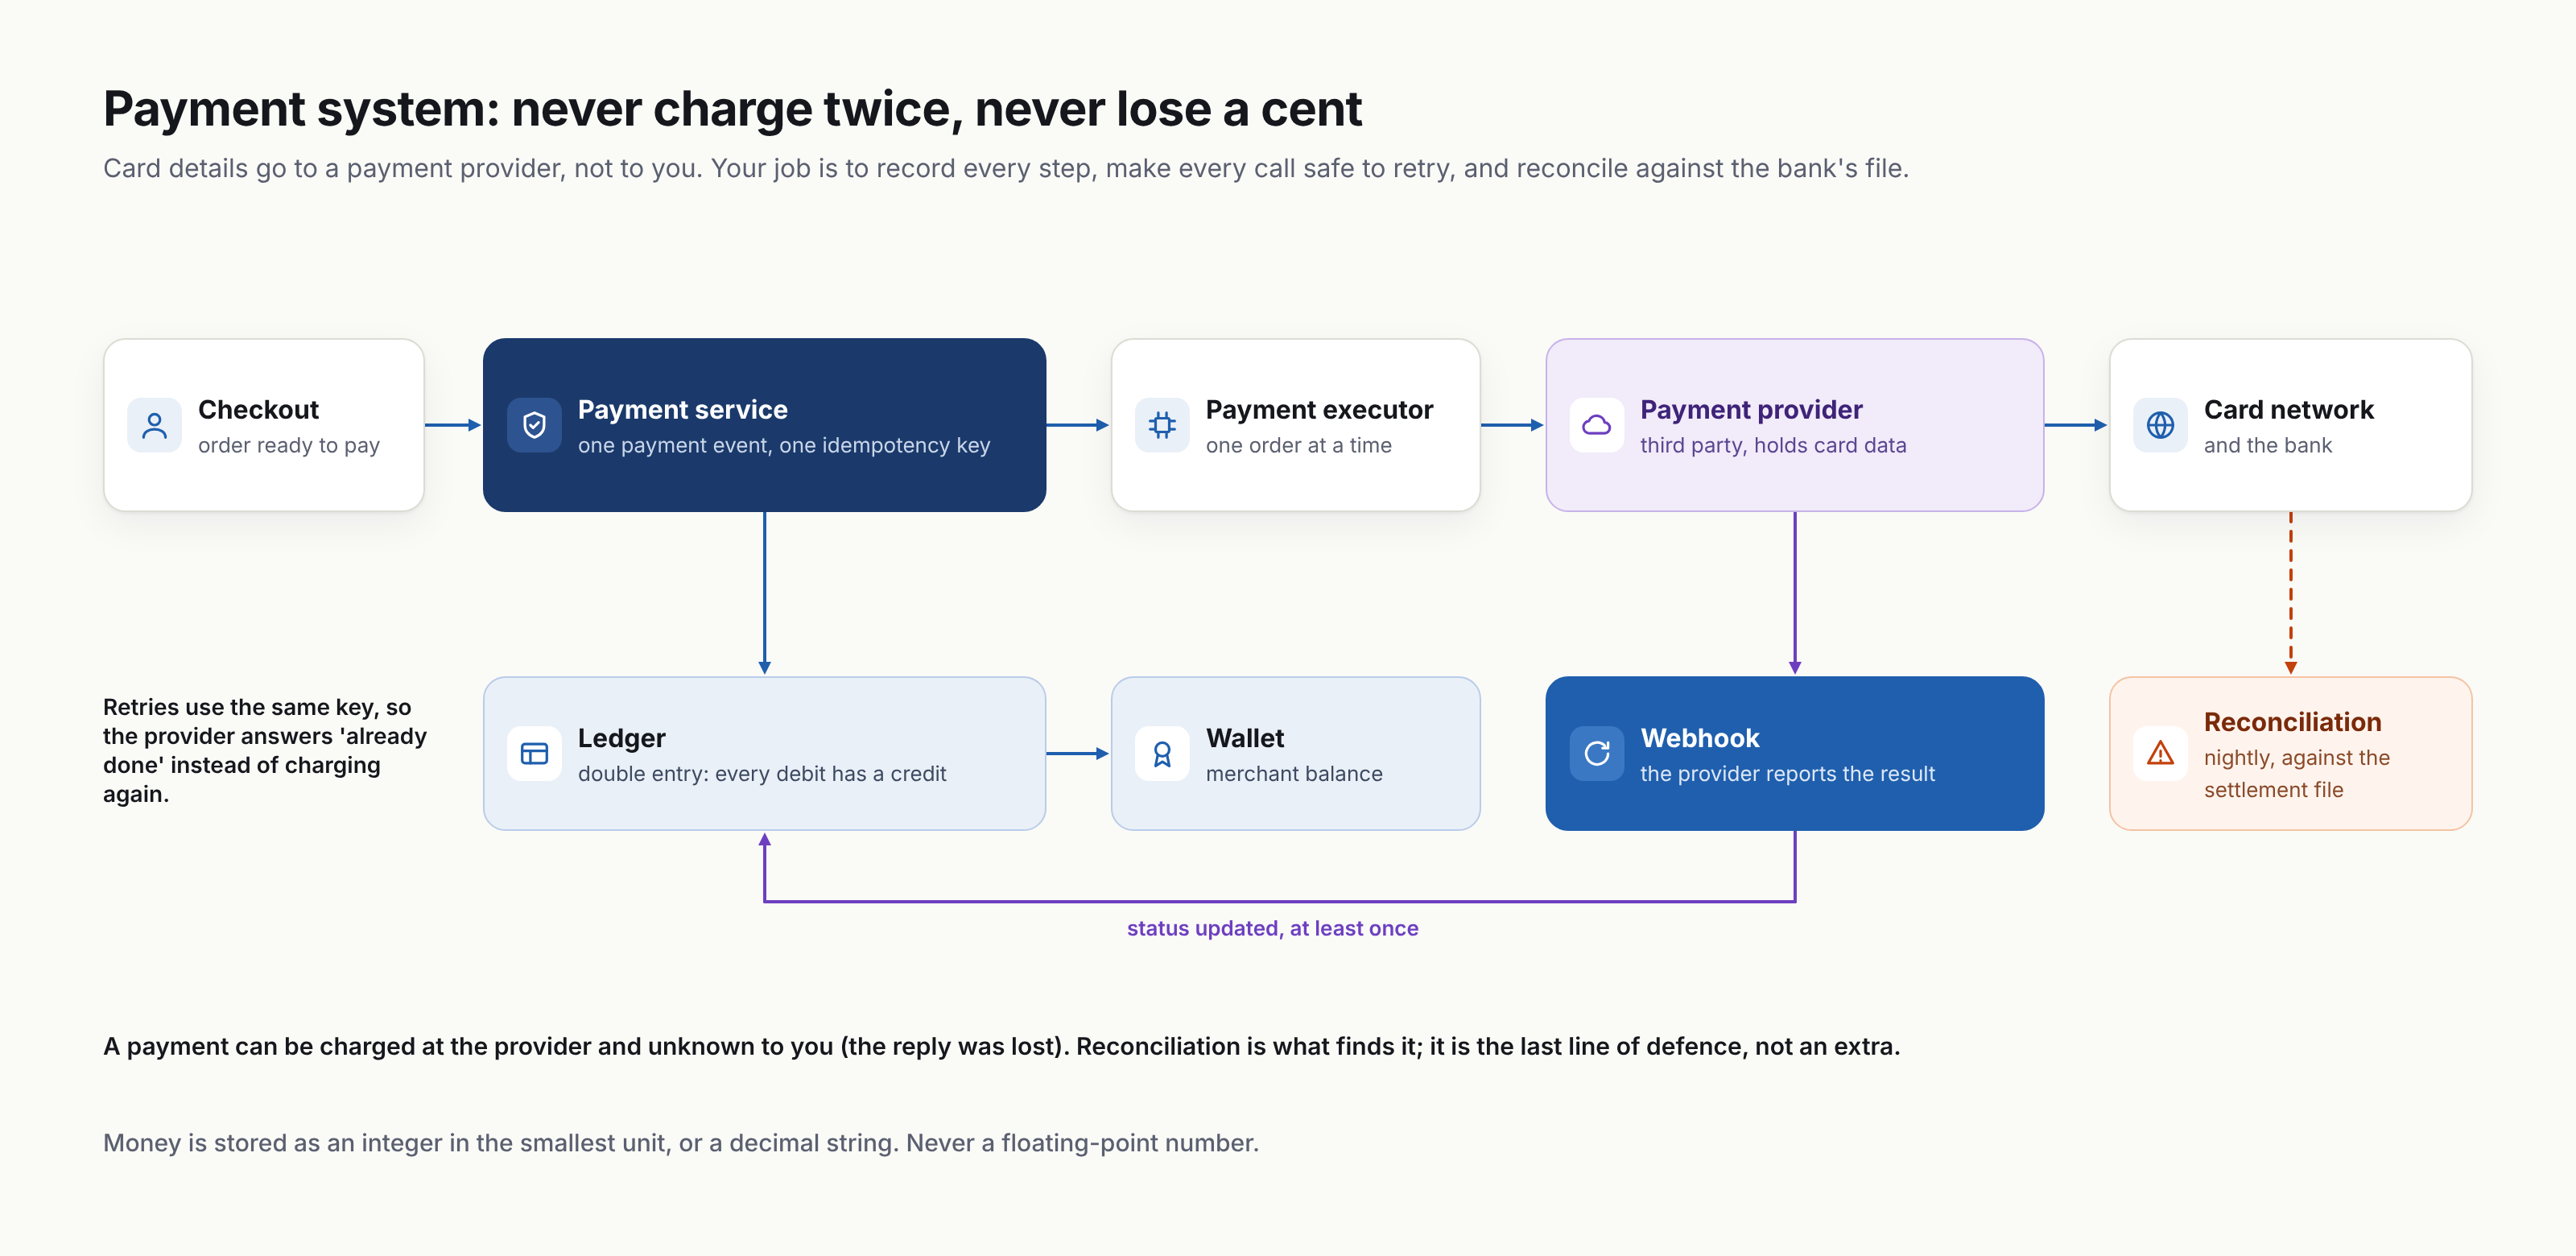 Payment system: never charge twice, never lose a cent
Card details go to a payment provider, not to you. Your job is to record every step, make every call safe to retry, and reconcile against the bank's file.
Checkout
order ready to pay
Payment service
one payment event, one idempotency key
Payment executor
one order at a time
Payment provider
third party, holds card data
Card network
and the bank
Retries use the same key, so
the provider answers 'already
done' instead of charging
again.
Ledger
double entry: every debit has a credit
Wallet
merchant balance
Webhook
the provider reports the result
Reconciliation
nightly, against the
settlement file
status updated, at least once
A payment can be charged at the provider and unknown to you (the reply was lost). Reconciliation is what finds it; it is the last line of defence, not an extra.
Money is stored as an integer in the smallest unit, or a decimal string. Never a floating-point number.